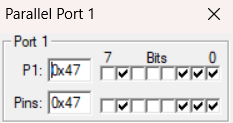 Parallel Port 1
Port 1
7 Bits 0
P1: 0x47
Pins: 0x47